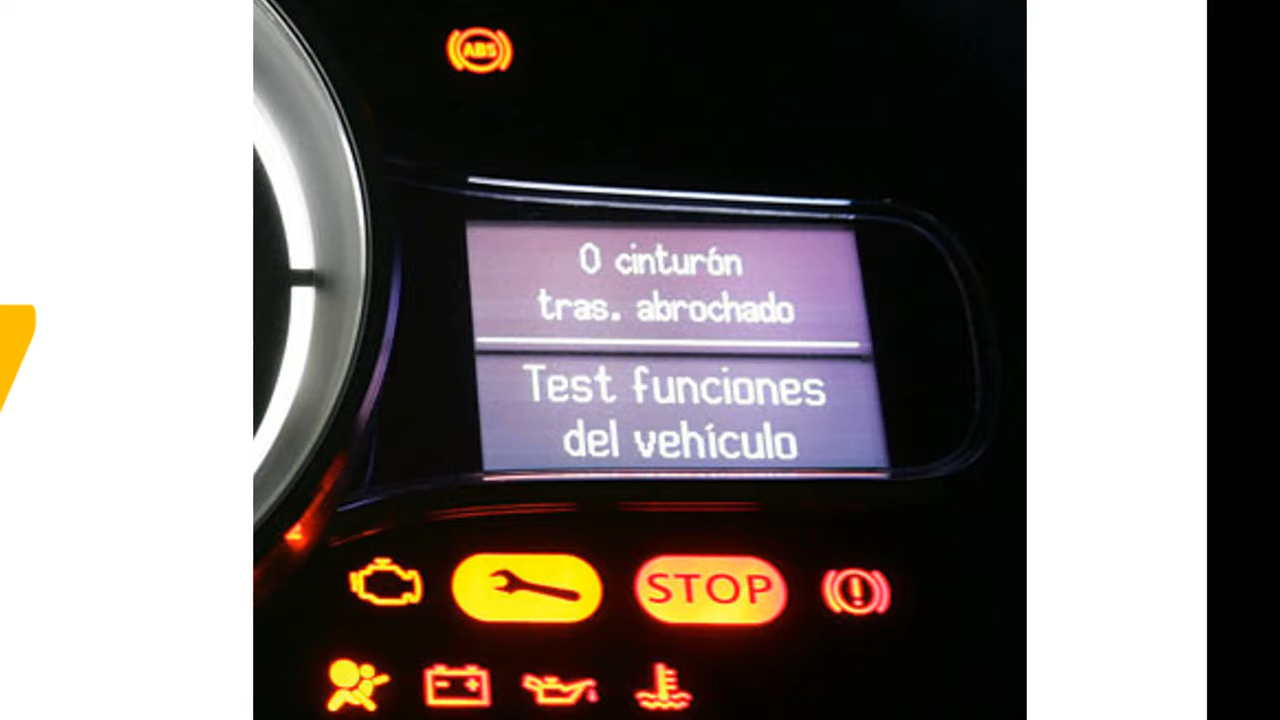 ABS
0 cinturón
tras. abrochado
Test funciones
del vehículo
STOP